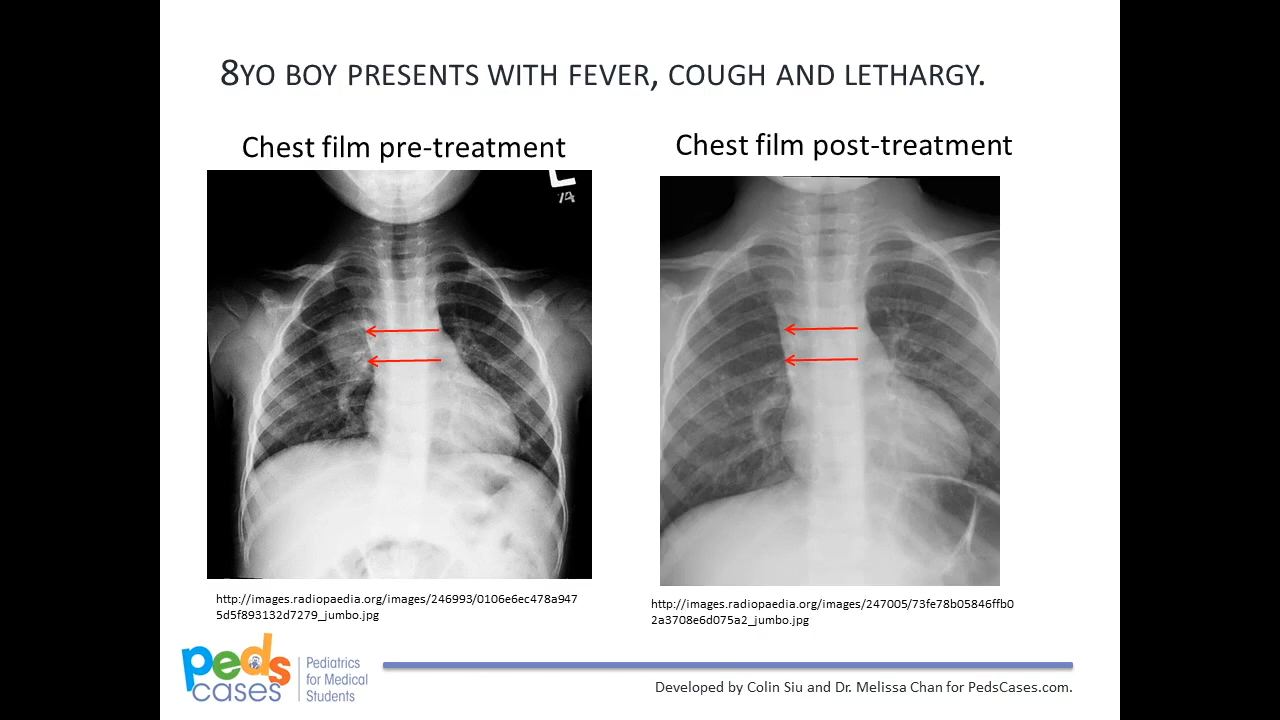 8YO BOY PRESENTS WITH FEVER, COUGH AND LETHARGY.
Chest film pre-treatment
Chest film post-treatment
L
http://images.radiopaedia.org/images/246993/0106e6ec478a947
5d5f893132d7279_jumbo.jpg
http://images.radiopaedia.org/images/247005/73fe78b05846ffb0
2a3708e6d075a2_jumbo.jpg
peds
cases
Pediatrics
for Medical
Students
Developed by Colin Siu and Dr. Melissa Chan for PedsCases.com.